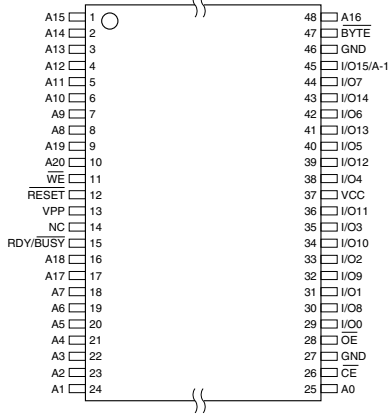 A15 1 48 A16
A14 2 47 BYTE
A13 3 46 GND
A12 4 45 I/O15/A-1
A11 5 44 I/O7
A10 6 43 I/O14
A9 7 42 I/O6
A8 8 41 I/O13
A19 9 40 I/O5
A20 10 39 I/O12
WE 11 38 I/O4
RESET 12 37 VCC
VPP 13 36 I/O11
NC 14 35 I/O3
RDY/BUSY 15 34 I/O10
A18 16 33 I/O2
A17 17 32 I/O9
A7 18 31 I/O1
A6 19 30 I/O8
A5 20 29 I/O0
A4 21 28 OE
A3 22 27 GND
A2 23 26 CE
A1 24 25 A0